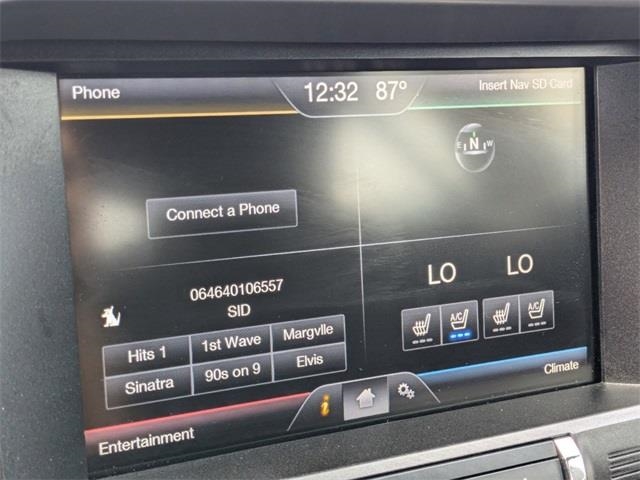 Phone
12:32 87°
Insert Nav SD Card
E N W
Connect a Phone
064640106557
SID
Hits 1
1st Wave
Margvlle
Sinatra
90s on 9
Elvis
LO LO
A/C
A/C
Climate
i
Entertainment